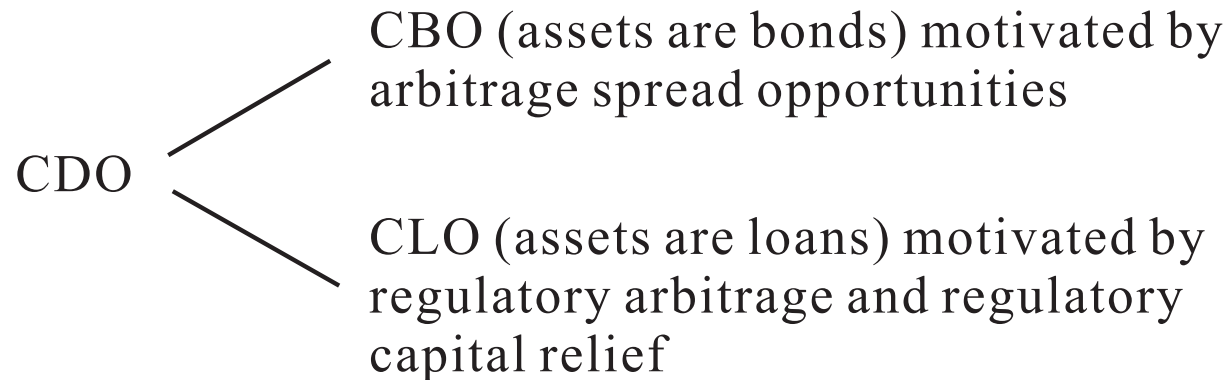 CBO (assets are bonds) motivated by
arbitrage spread opportunities
CDO
CLO (assets are loans) motivated by
regulatory arbitrage and regulatory
capital relief